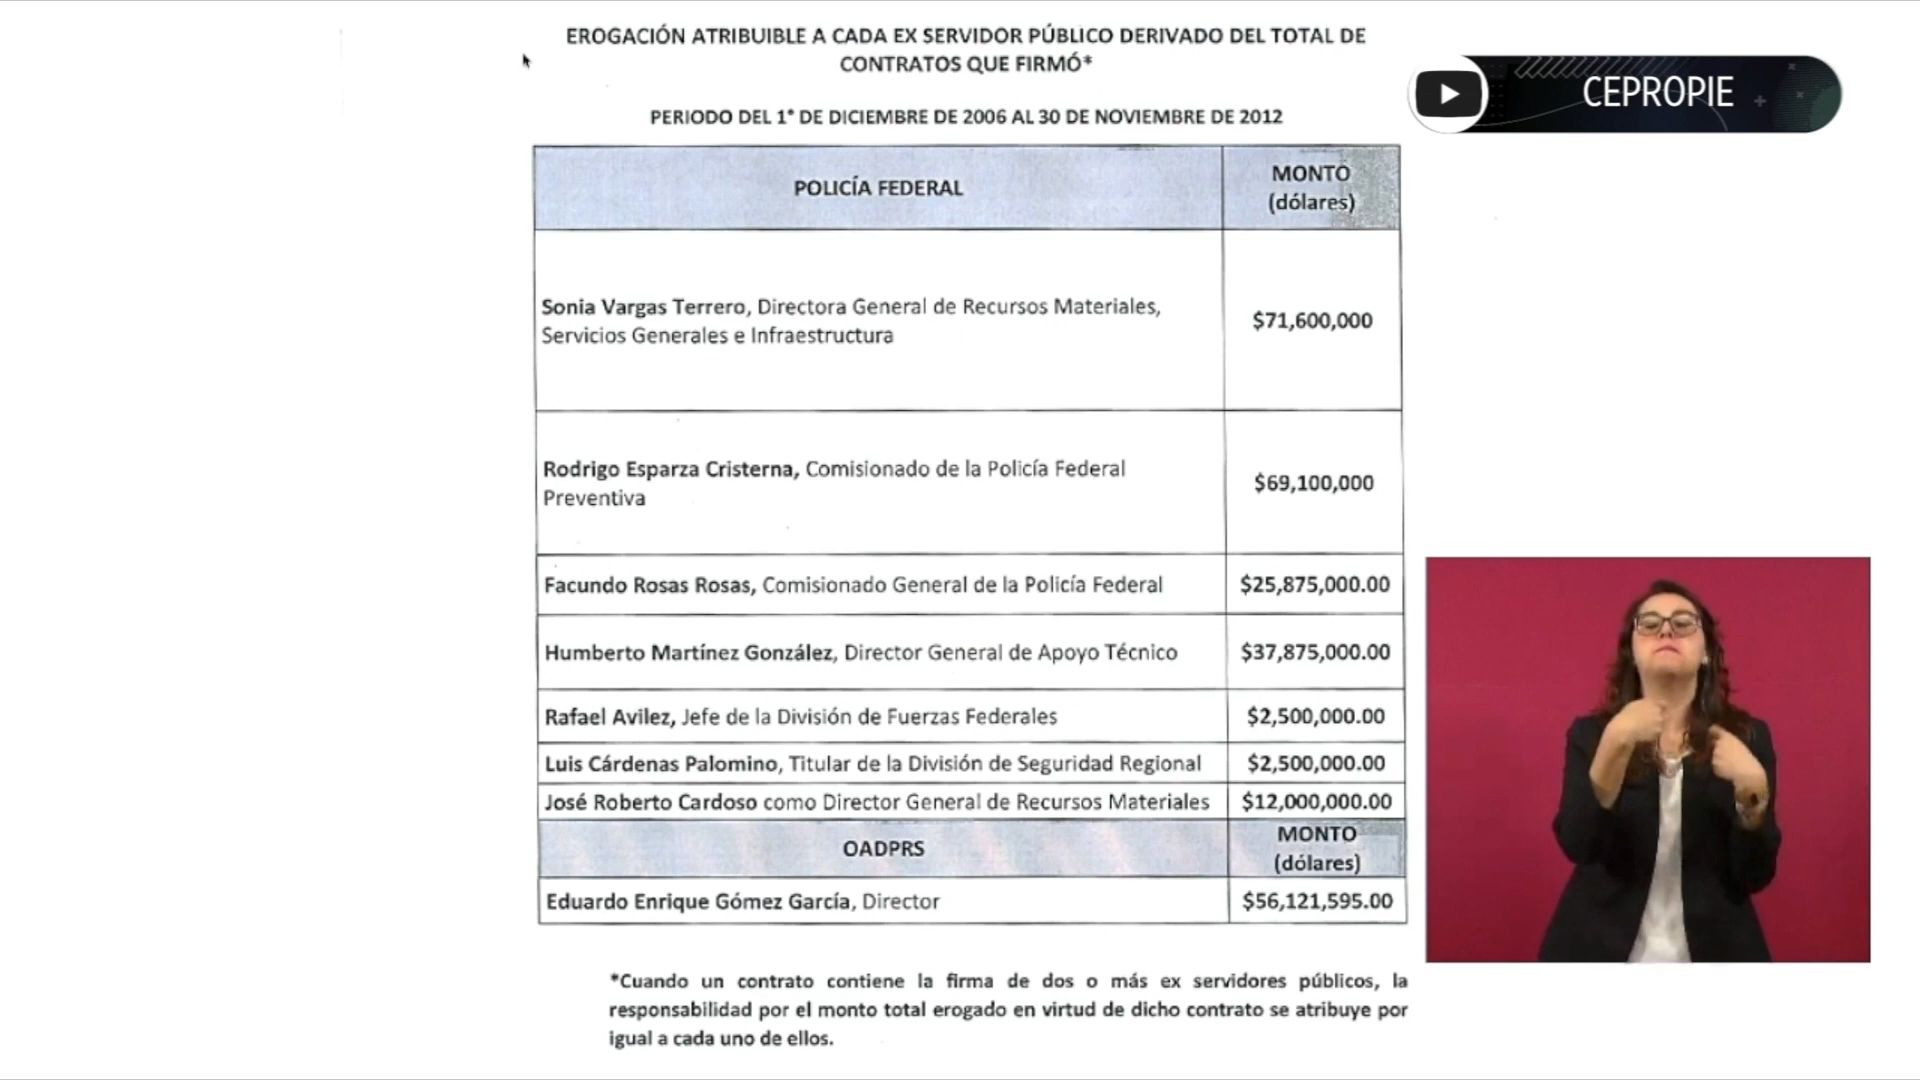 EROGACIÓN ATRIBUIBLE A CADA EX SERVIDOR PÚBLICO DERIVADO DEL TOTAL DE
CONTRATOS QUE FIRMÓ*
PERIODO DEL 1° DE DICIEMBRE DE 2006 AL 30 DE NOVIEMBRE DE 2012
CEPROPIE
POLICÍA FEDERAL
MONTO
(dólares)
Sonia Vargas Terrero, Directora General de Recursos Materiales,
Servicios Generales e Infraestructura
$71,600,000
Rodrigo Esparza Cristerna, Comisionado de la Policía Federal
Preventiva
$69,100,000
Facundo Rosas Rosas, Comisionado General de la Policía Federal
$25,875,000.00
Humberto Martínez González, Director General de Apoyo Técnico
$37,875,000.00
Rafael Avilez, Jefe de la División de Fuerzas Federales
$2,500,000.00
Luis Cárdenas Palomino, Titular de la División de Seguridad Regional
$2,500,000.00
José Roberto Cardoso como Director General de Recursos Materiales
$12,000,000.00
OADPRS
MONTO
(dólares)
Eduardo Enrique Gómez García, Director
$56,121,595.00
*Cuando un contrato contiene la firma de dos o más ex servidores públicos, la
responsabilidad por el monto total erogado en virtud de dicho contrato se atribuye por
igual a cada uno de ellos.